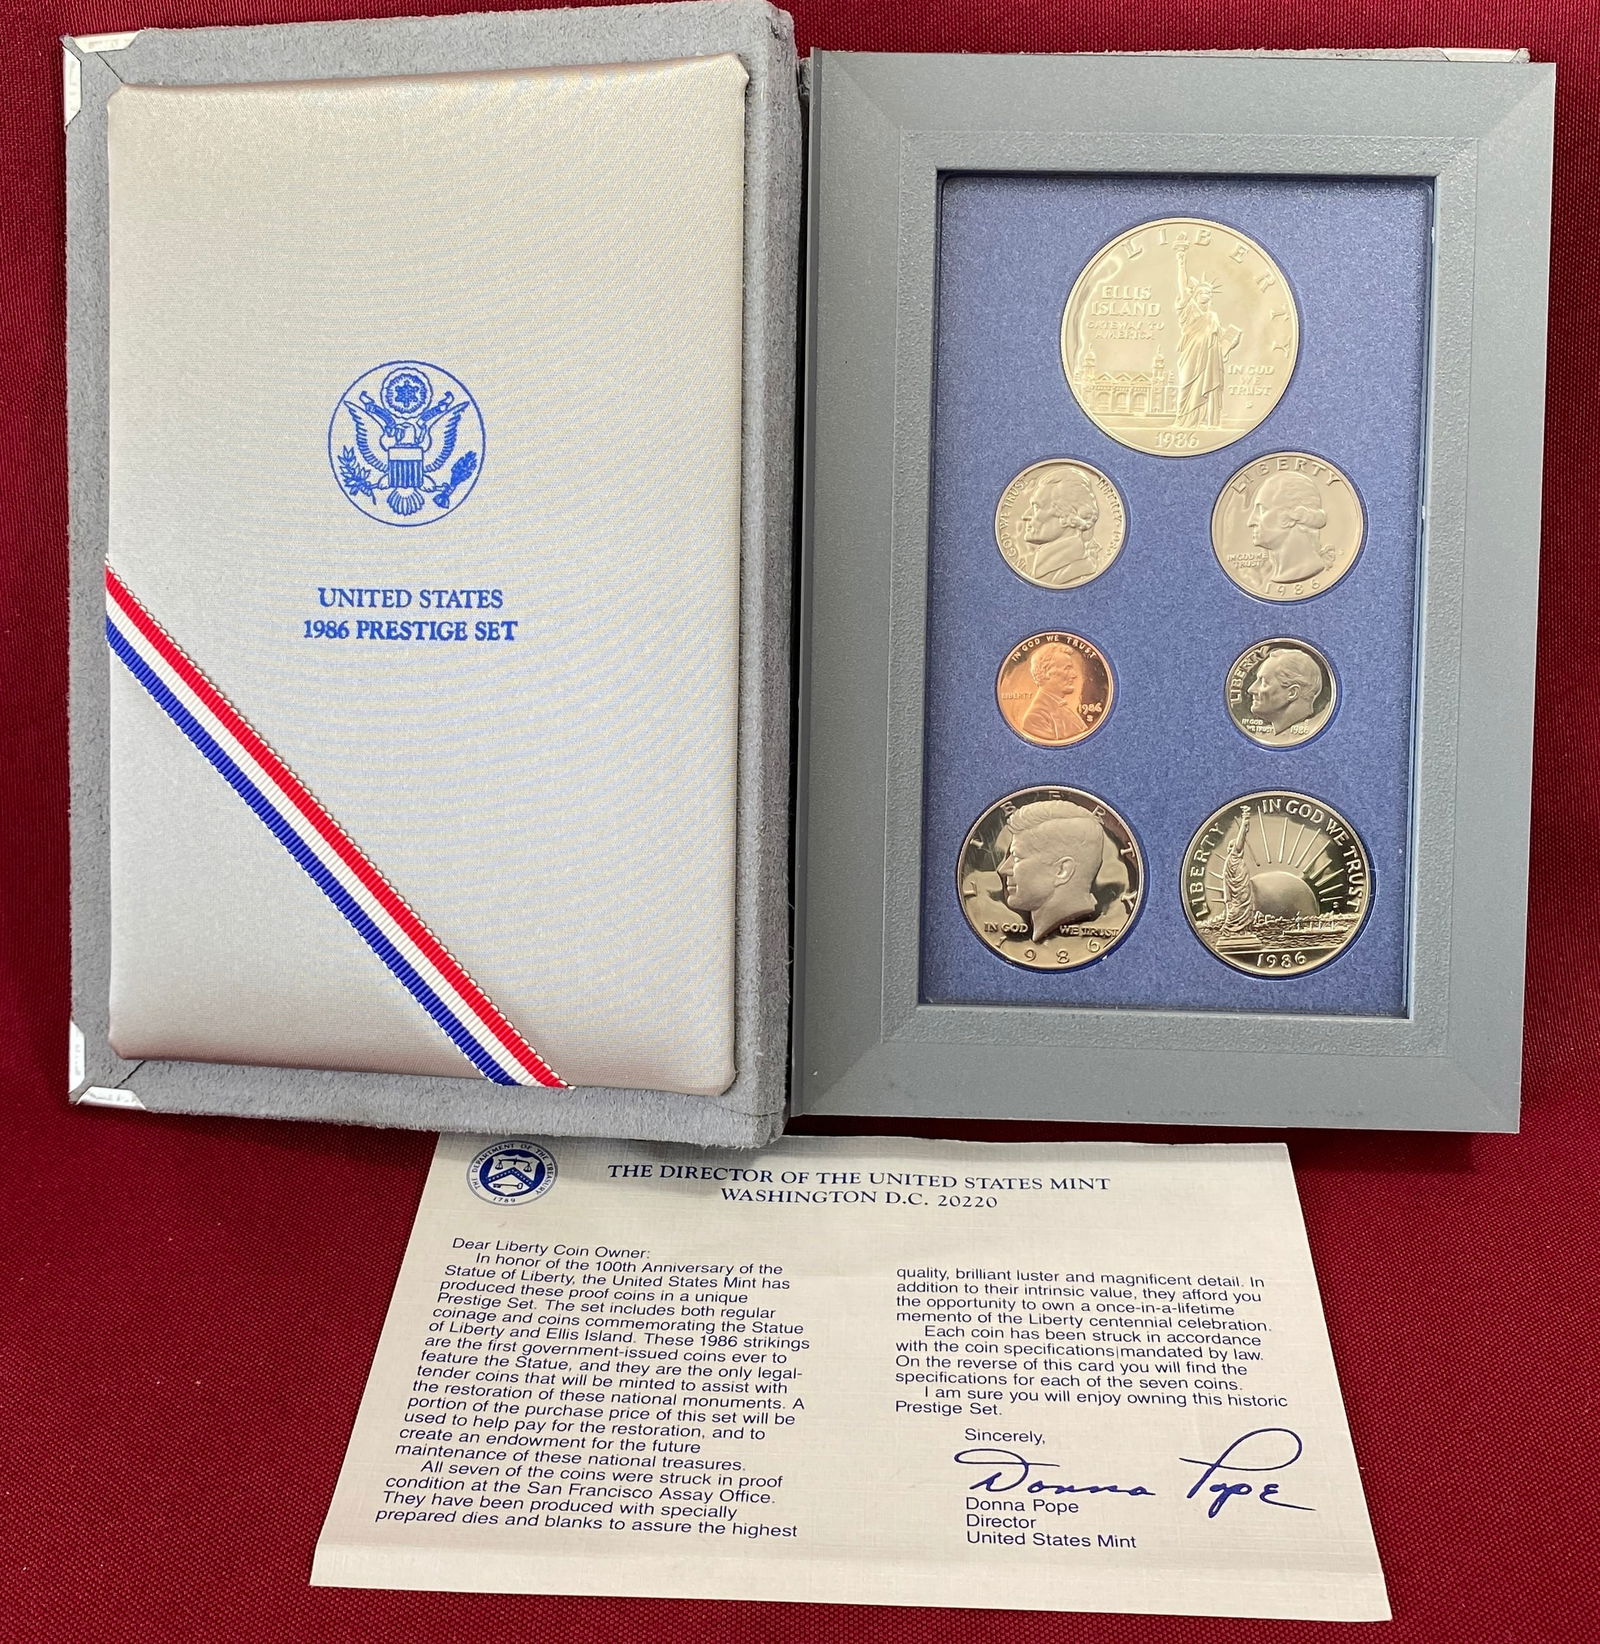 UNITED STATES
1986 PRESTIGE SET
LIBERTY
ELLIS
ISLAND
GATEWAY TO
AMERICA
IN GOD
WE
TRUST
1986
IN GOD WE TRUST
LIBERTY
LIBERTY
IN GOD WE
TRUST
1986
IN GOD WE TRUST
LIBERTY
1986
S
LIBERTY
IN GOD
WE TRUST
1986
LIBERTY
IN GOD WE TRUST
1986
LIBERTY
IN GOD WE TRUST
S
1986
THE DEPARTMENT OF THE TREASURY
1789
THE DIRECTOR OF THE UNITED STATES MINT
WASHINGTON D.C. 20220
Dear Liberty Coin Owner:
In honor of the 100th Anniversary of the
Statue of Liberty, the United States Mint has
produced these proof coins in a unique
Prestige Set. The set includes both regular
coinage and coins commemorating the Statue
of Liberty and Ellis Island. These 1986 strikings
are the first government-issued coins ever to
feature the Statue, and they are the only legal-
tender coins that will be minted to assist with
the restoration of these national monuments. A
portion of the purchase price of this set will be
used to help pay for the restoration, and to
create an endowment for the future
maintenance of these national treasures.
All seven of the coins were struck in proof
condition at the San Francisco Assay Office.
They have been produced with specially
prepared dies and blanks to assure the highest
quality, brilliant luster and magnificent detail. In
addition to their intrinsic value, they afford you
the opportunity to own a once-in-a-lifetime
memento of the Liberty centennial celebration.
Each coin has been struck in accordance
with the coin specifications mandated by law.
On the reverse of this card you will find the
specifications for each of the seven coins.
I am sure you will enjoy owning this historic
Prestige Set.
Sincerely,
Donna Pope
Donna Pope
Director
United States Mint